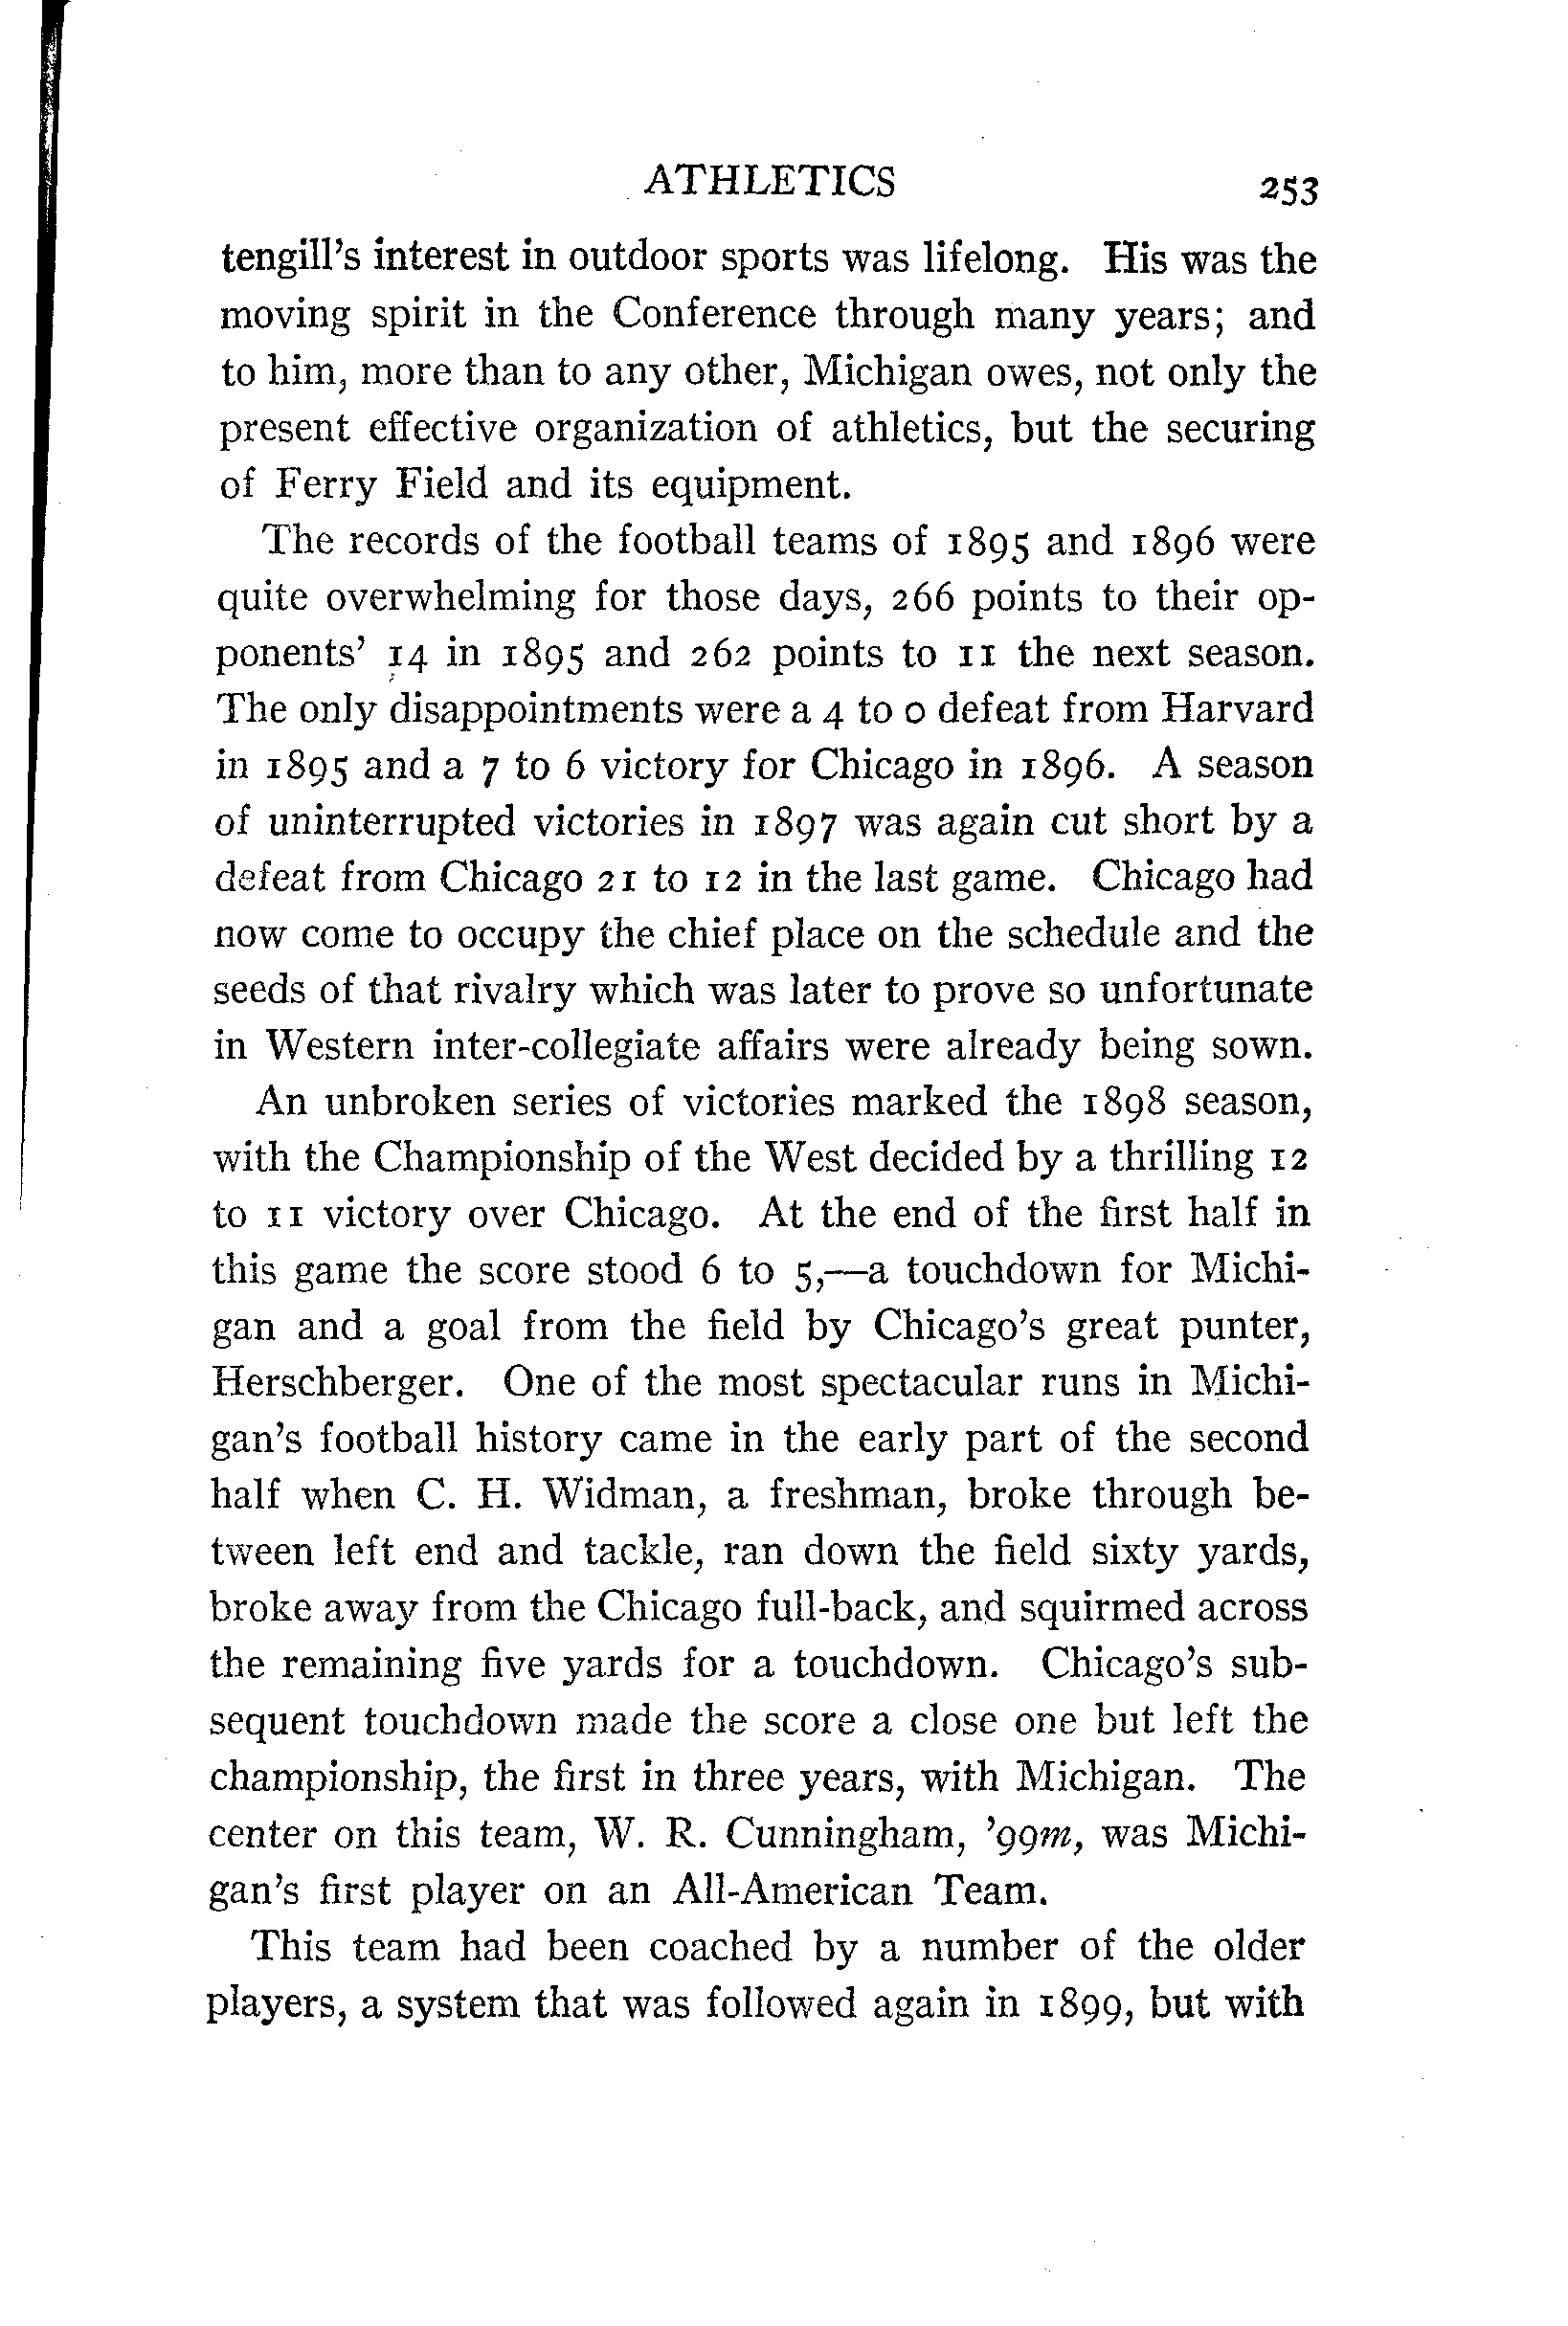 ATHLETICS 253
tengill's interest in outdoor sports was lifelong. His was the
moving spirit in the Conference through many years; and
to him, more than to any other, Michigan owes, not only the
present effective organization of athletics, but the securing
of Ferry Field and its equipment.
The records of the football teams of 1895 and 1896 were
quite overwhelming for those days, 266 points to their op-
ponents' 14 in 1895 and 262 points to 11 the next season.
The only disappointments were a 4 to 0 defeat from Harvard
in 1895 and a 7 to 6 victory for Chicago in 1896. A season
of uninterrupted victories in 1897 was again cut short by a
defeat from Chicago 21 to 12 in the last game. Chicago had
now come to occupy the chief place on the schedule and the
seeds of that rivalry which was later to prove so unfortunate
in Western inter-collegiate affairs were already being sown.
An unbroken series of victories marked the 1898 season,
with the Championship of the West decided by a thrilling 12
to 11 victory over Chicago. At the end of the first half in
this game the score stood 6 to 5,—a touchdown for Michi-
gan and a goal from the field by Chicago's great punter,
Herschberger. One of the most spectacular runs in Michi-
gan's football history came in the early part of the second
half when C. H. Widman, a freshman, broke through be-
tween left end and tackle, ran down the field sixty yards,
broke away from the Chicago full-back, and squirmed across
the remaining five yards for a touchdown. Chicago's sub-
sequent touchdown made the score a close one but left the
championship, the first in three years, with Michigan. The
center on this team, W. R. Cunningham, '99m, was Michi-
gan's first player on an All-American Team.
This team had been coached by a number of the older
players, a system that was followed again in 1899, but with